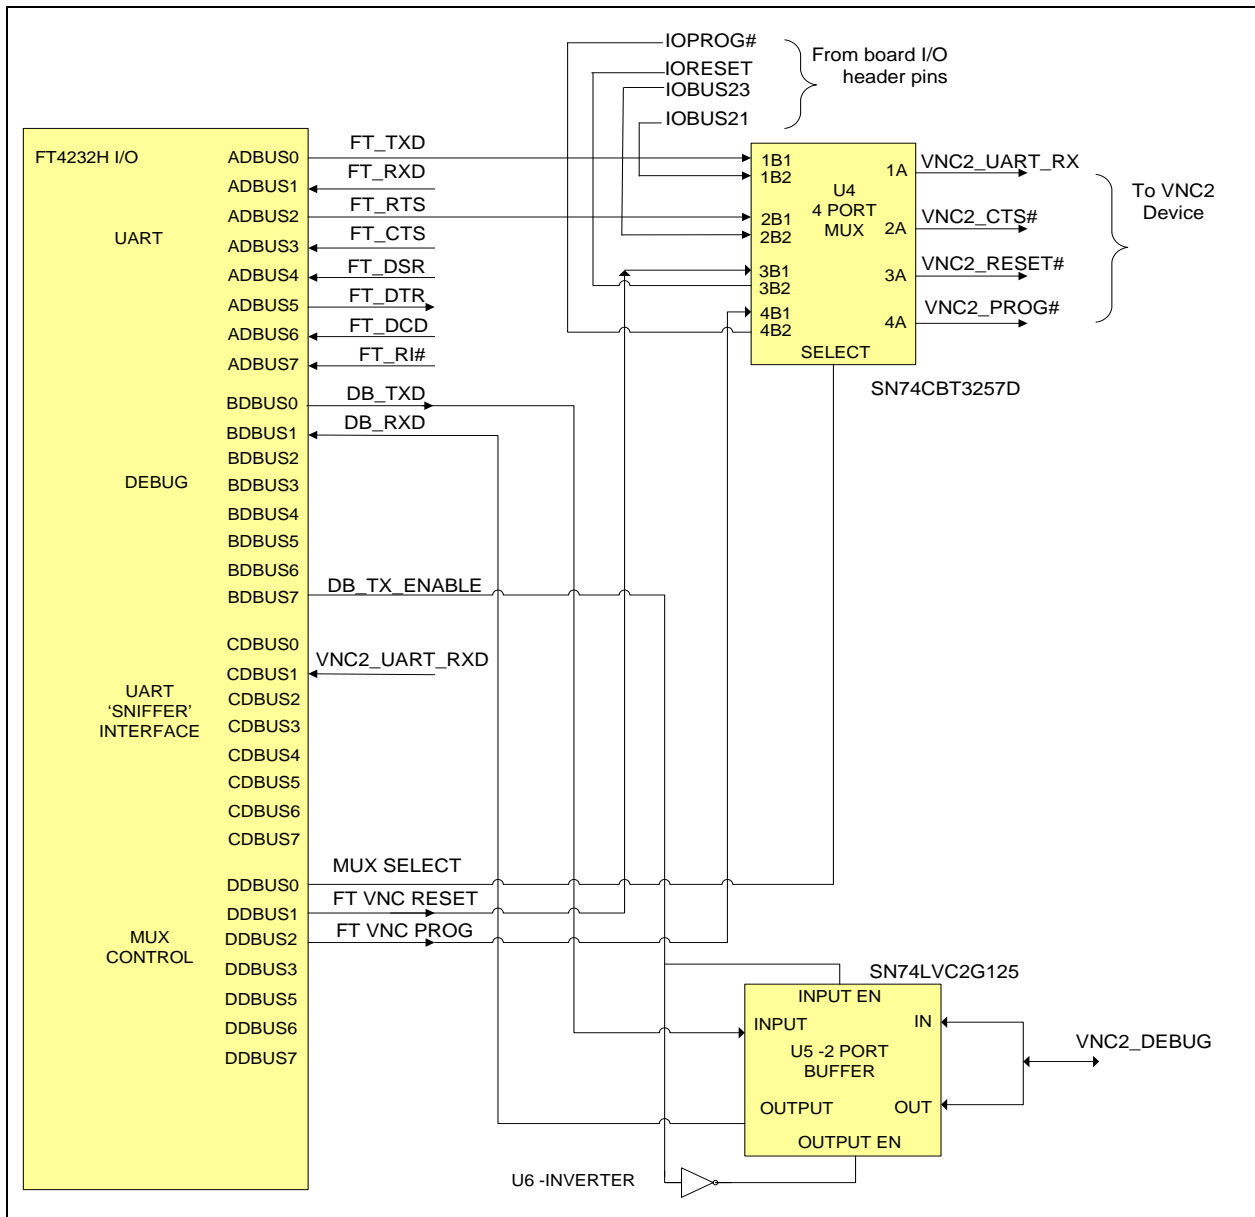 IOPROG#
IORESET
IOBUS23
IOBUS21
From board I/O
header pins
FT4232H I/O
UART
ADBUS0
ADBUS1
ADBUS2
ADBUS3
ADBUS4
ADBUS5
ADBUS6
ADBUS7
FT_TXD
FT_RXD
FT_RTS
FT_CTS
FT_DSR
FT_DTR
FT_DCD
FT_RI#
1B1
1B2
2B1
2B2
3B1
3B2
4B1
4B2
U4
4 PORT
MUX
1A
2A
3A
4A
SELECT
SN74CBT3257D
VNC2_UART_RX
VNC2_CTS#
VNC2_RESET#
VNC2_PROG#
To VNC2
Device
DEBUG
BDBUS0
BDBUS1
BDBUS2
BDBUS3
BDBUS4
BDBUS5
BDBUS6
BDBUS7
DB_TXD
DB_RXD
DB_TX_ENABLE
UART
'SNIFFER'
INTERFACE
CDBUS0
CDBUS1
CDBUS2
CDBUS3
CDBUS4
CDBUS5
CDBUS6
CDBUS7
VNC2_UART_RXD
MUX
CONTROL
DDBUS0
DDBUS1
DDBUS2
DDBUS3
DDBUS5
DDBUS6
DDBUS7
MUX SELECT
FT VNC RESET
FT VNC PROG
SN74LVC2G125
INPUT EN
INPUT
IN
U5 -2 PORT
BUFFER
OUTPUT
OUT
OUTPUT EN
VNC2_DEBUG
U6 -INVERTER